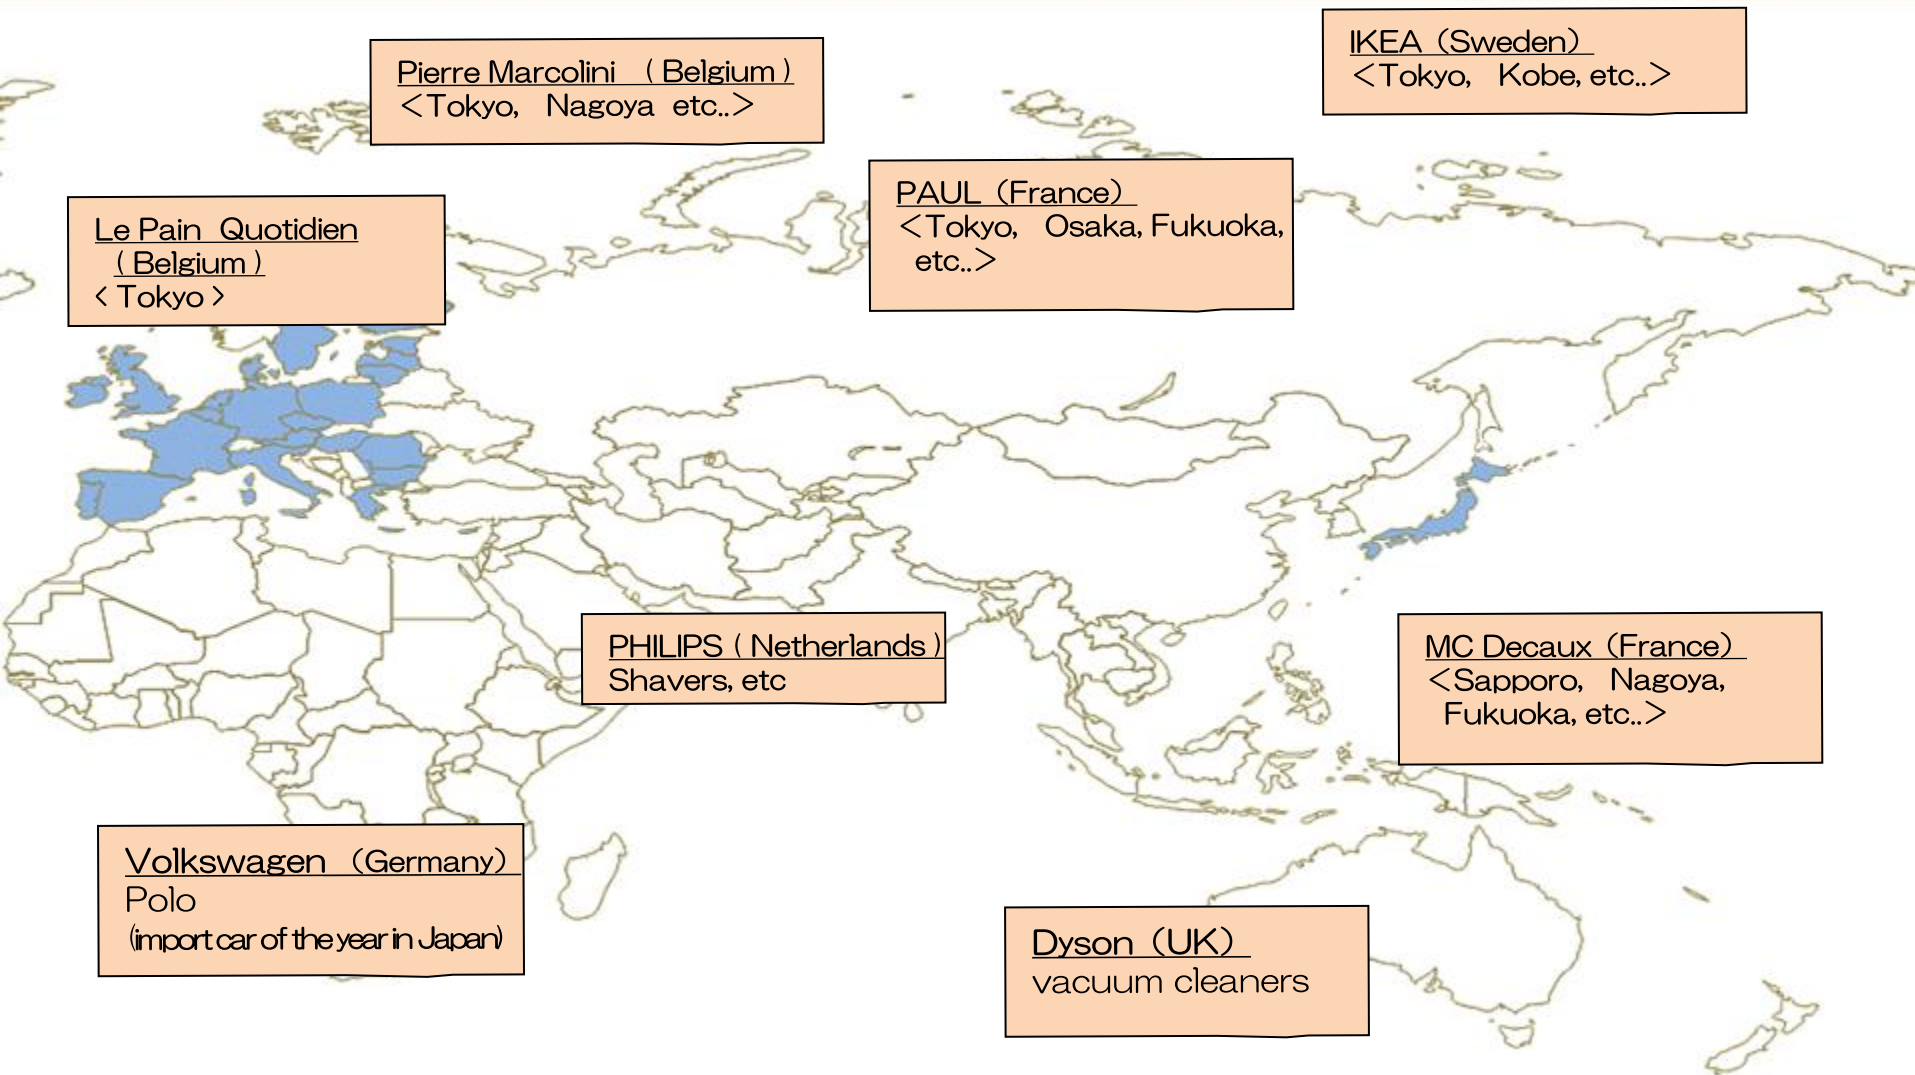 Pierre Marcolini (Belgium)
<Tokyo, Nagoya etc..>
IKEA (Sweden)
<Tokyo, Kobe, etc..>
Le Pain Quotidien
(Belgium)
<Tokyo>
PAUL (France)
<Tokyo, Osaka, Fukuoka,
etc..>
PHILIPS (Netherlands)
Shavers, etc
MC Decaux (France)
<Sapporo, Nagoya,
Fukuoka, etc..>
Volkswagen (Germany)
Polo
(import car of the year in Japan)
Dyson (UK)
vacuum cleaners